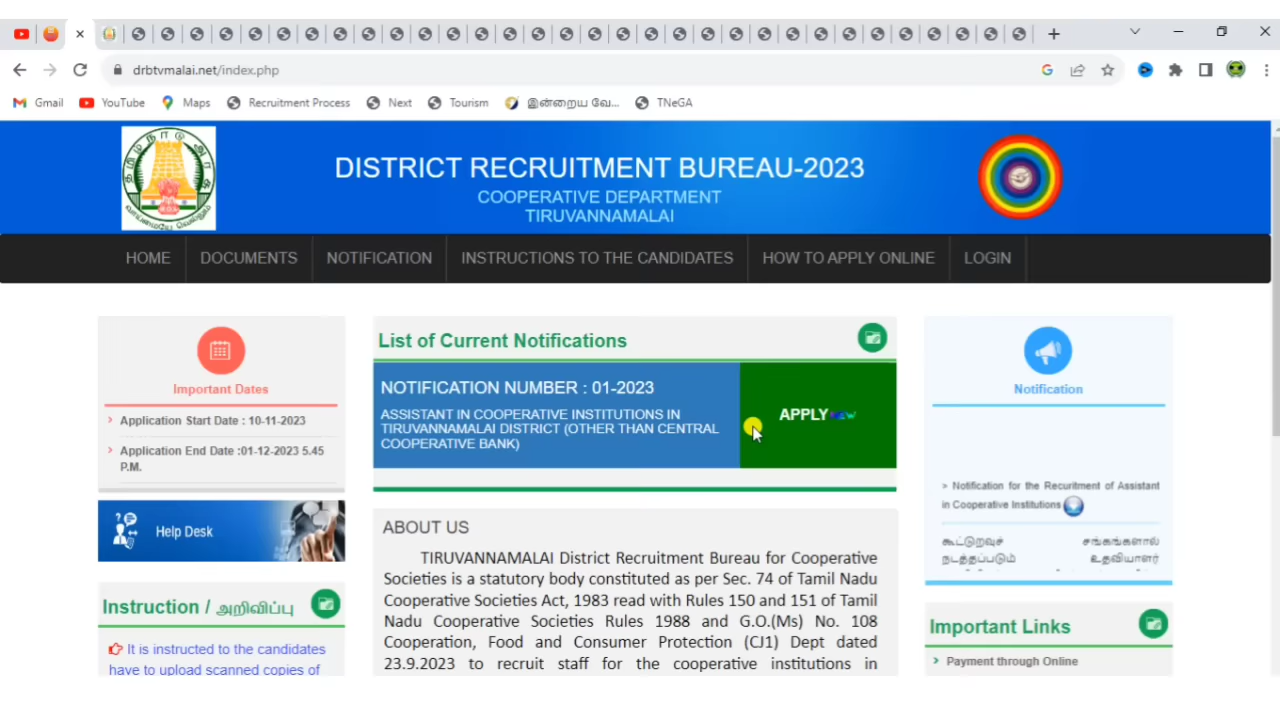 drbtvmalai.net/index.php
Gmail YouTube Maps Recruitment Process Next Tourism இன்றைய வே... TNeGA
DISTRICT RECRUITMENT BUREAU-2023
COOPERATIVE DEPARTMENT
TIRUVANNAMALAI
HOME DOCUMENTS NOTIFICATION INSTRUCTIONS TO THE CANDIDATES HOW TO APPLY ONLINE LOGIN
Important Dates
Application Start Date : 10-11-2023
Application End Date :01-12-2023 5.45
P.M.
Help Desk
Instruction / அறிவிப்பு
It is instructed to the candidates
have to upload scanned copies of
List of Current Notifications
NOTIFICATION NUMBER : 01-2023
ASSISTANT IN COOPERATIVE INSTITUTIONS IN
TIRUVANNAMALAI DISTRICT (OTHER THAN CENTRAL
COOPERATIVE BANK)
APPLY NEW
ABOUT US
TIRUVANNAMALAI District Recruitment Bureau for Cooperative
Societies is a statutory body constituted as per Sec. 74 of Tamil Nadu
Cooperative Societies Act, 1983 read with Rules 150 and 151 of Tamil
Nadu Cooperative Societies Rules 1988 and G.O.(Ms) No. 108
Cooperation, Food and Consumer Protection (CJ1) Dept dated
23.9.2023 to recruit staff for the cooperative institutions in
Notification
» Notification for the Recuritment of Assistant
in Cooperative Institutions
கூட்டுறவுச் சங்கங்களால்
நடத்தப்படும் உதவியாளர்
Important Links
Payment through Online